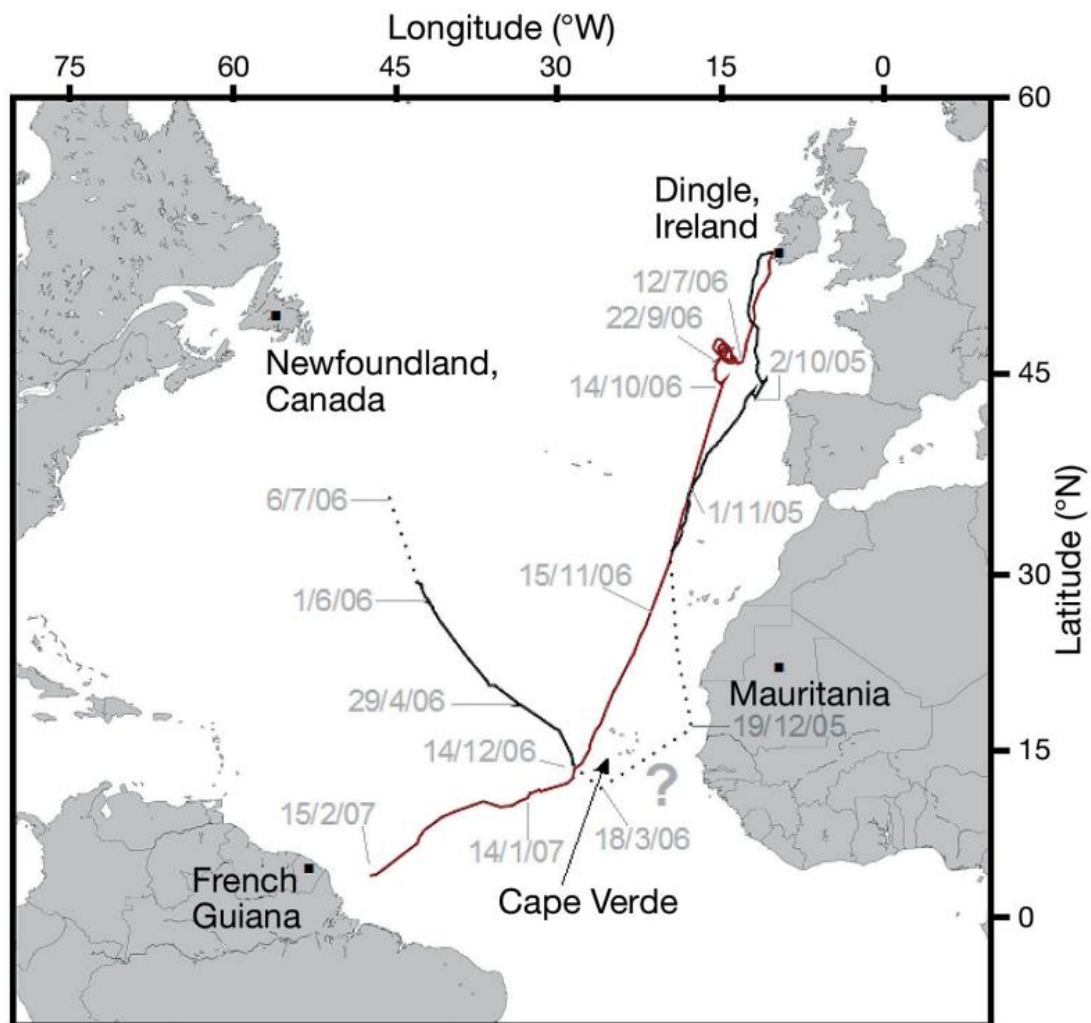 Longitude (°W)
75 60 45 30 15 0
60
Dingle,
Ireland
12/7/06
22/9/06
2/10/05
Newfoundland,
Canada
14/10/06
45
6/7/06
1/11/05
15/11/06
30
1/6/06
Latitude (°N)
Mauritania
29/4/06
19/12/05
14/12/06
15
?
15/2/07
14/1/07
18/3/06
French
Guiana
Cape Verde
0